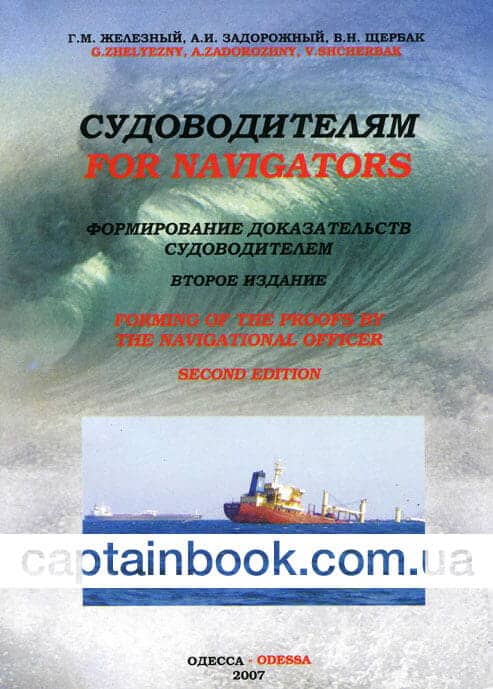 Г.М. ЖЕЛЕЗНЫЙ, А.И. ЗАДОРОЖНЫЙ, В.Н. ЩЕРБАК
G.ZHELYEZNY, A.ZADOROZHNY, V.SHCHERBAK
СУДОВОДИТЕЛЯМ
FOR NAVIGATORS
ФОРМИРОВАНИЕ ДОКАЗАТЕЛЬСТВ
СУДОВОДИТЕЛЕМ
ВТОРОЕ ИЗДАНИЕ
FORMING OF THE PROOFS BY
THE NAVIGATIONAL OFFICER
SECOND EDITION
captainbook.com.ua
ОДЕССА - ODESSA
2007